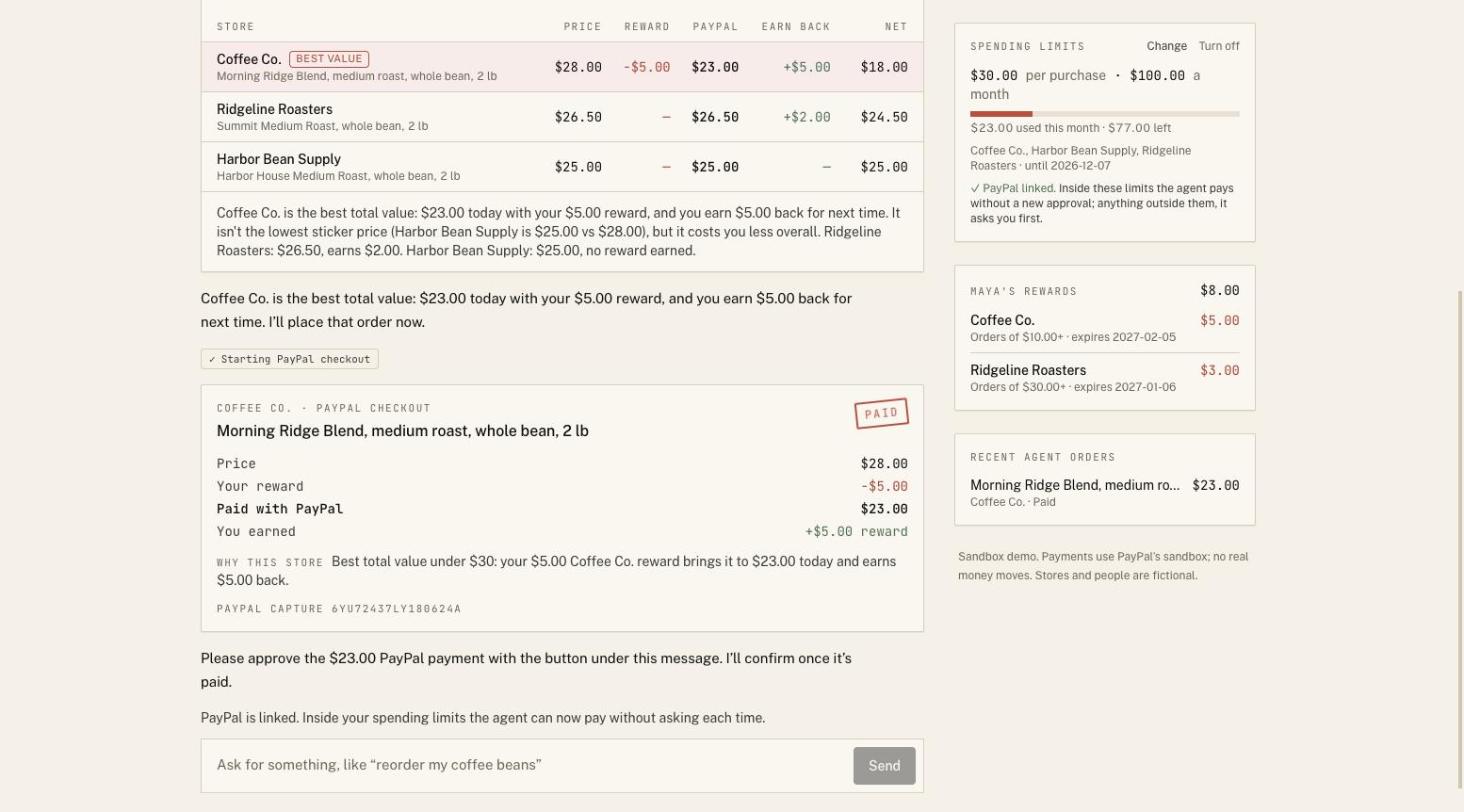 STORE PRICE REWARD PAYPAL EARN BACK NET
Coffee Co. BEST VALUE
Morning Ridge Blend, medium roast, whole bean, 2 lb
$28.00 -$5.00 $23.00 +$5.00 $18.00
Ridgeline Roasters
Summit Medium Roast, whole bean, 2 lb
$26.50 — $26.50 +$2.00 $24.50
Harbor Bean Supply
Harbor House Medium Roast, whole bean, 2 lb
$25.00 — $25.00 — $25.00
Coffee Co. is the best total value: $23.00 today with your $5.00 reward, and you earn $5.00 back for next time. It
isn't the lowest sticker price (Harbor Bean Supply is $25.00 vs $28.00), but it costs you less overall. Ridgeline
Roasters: $26.50, earns $2.00. Harbor Bean Supply: $25.00, no reward earned.
Coffee Co. is the best total value: $23.00 today with your $5.00 reward, and you earn $5.00 back for
next time. I’ll place that order now.
✓ Starting PayPal checkout
COFFEE CO. · PAYPAL CHECKOUT
PAID
Morning Ridge Blend, medium roast, whole bean, 2 lb
Price $28.00
Your reward -$5.00
Paid with PayPal $23.00
You earned +$5.00 reward
WHY THIS STORE Best total value under $30: your $5.00 Coffee Co. reward brings it to $23.00 today and earns
$5.00 back.
PAYPAL CAPTURE 6YU72437LY180624A
Please approve the $23.00 PayPal payment with the button under this message. I’ll confirm once it’s
paid.
PayPal is linked. Inside your spending limits the agent can now pay without asking each time.
Ask for something, like “reorder my coffee beans”
Send
SPENDING LIMITS Change Turn off
$30.00 per purchase · $100.00 a
month
$23.00 used this month · $77.00 left
Coffee Co., Harbor Bean Supply, Ridgeline
Roasters · until 2026-12-07
✓ PayPal linked. Inside these limits the agent pays
without a new approval; anything outside them, it
asks you first.
MAYA'S REWARDS $8.00
Coffee Co. $5.00
Orders of $10.00+ · expires 2027-02-05
Ridgeline Roasters $3.00
Orders of $30.00+ · expires 2027-01-06
RECENT AGENT ORDERS
Morning Ridge Blend, medium ro... $23.00
Coffee Co. · Paid
Sandbox demo. Payments use PayPal’s sandbox; no real
money moves. Stores and people are fictional.